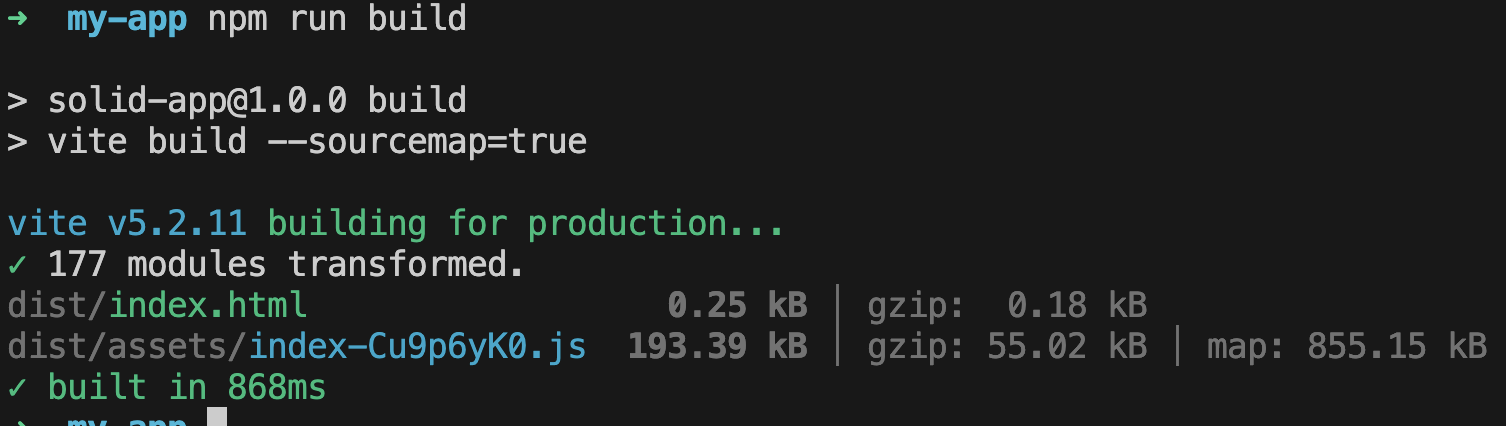 ➜  my-app npm run build
> solid-app@1.0.0 build
> vite build --sourcemap=true
vite v5.2.11 building for production...
✓ 177 modules transformed.
dist/index.html                  0.25 kB │ gzip:  0.18 kB
dist/assets/index-Cu9p6yK0.js  193.39 kB │ gzip: 55.02 kB │ map: 855.15 kB
✓ built in 868ms
➜  my-app